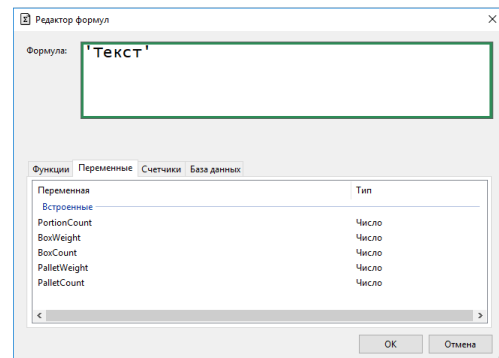 Редактор формул
Формула:
'Текст'
Функции Переменные Счетчики База данных
Переменная Тип
Встроенные
PortionCount Число
BoxWeight Число
BoxCount Число
PalletWeight Число
PalletCount Число
OK Отмена